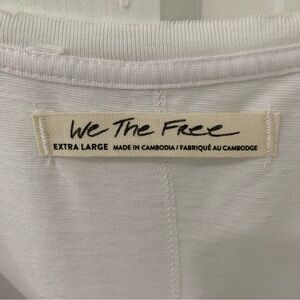 We The Free
EXTRA LARGE MADE IN CAMBODIA / FABRIQUÉ AU CAMBODGE